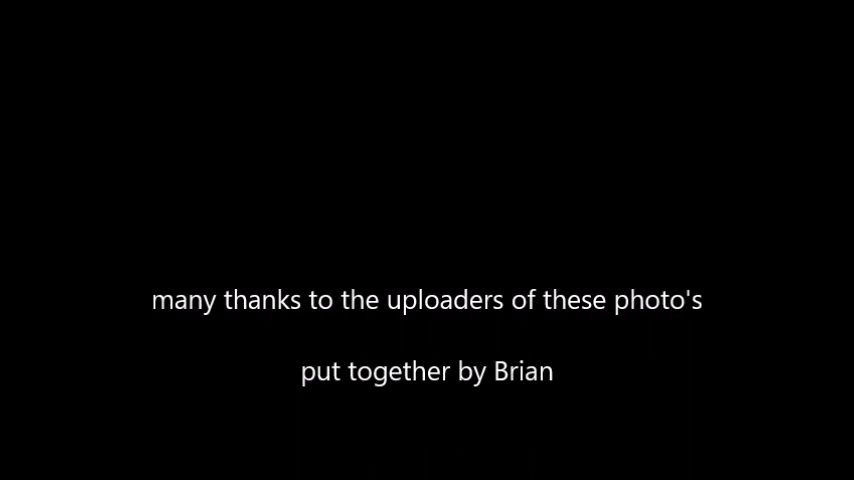 many thanks to the uploaders of these photo's
put together by Brian